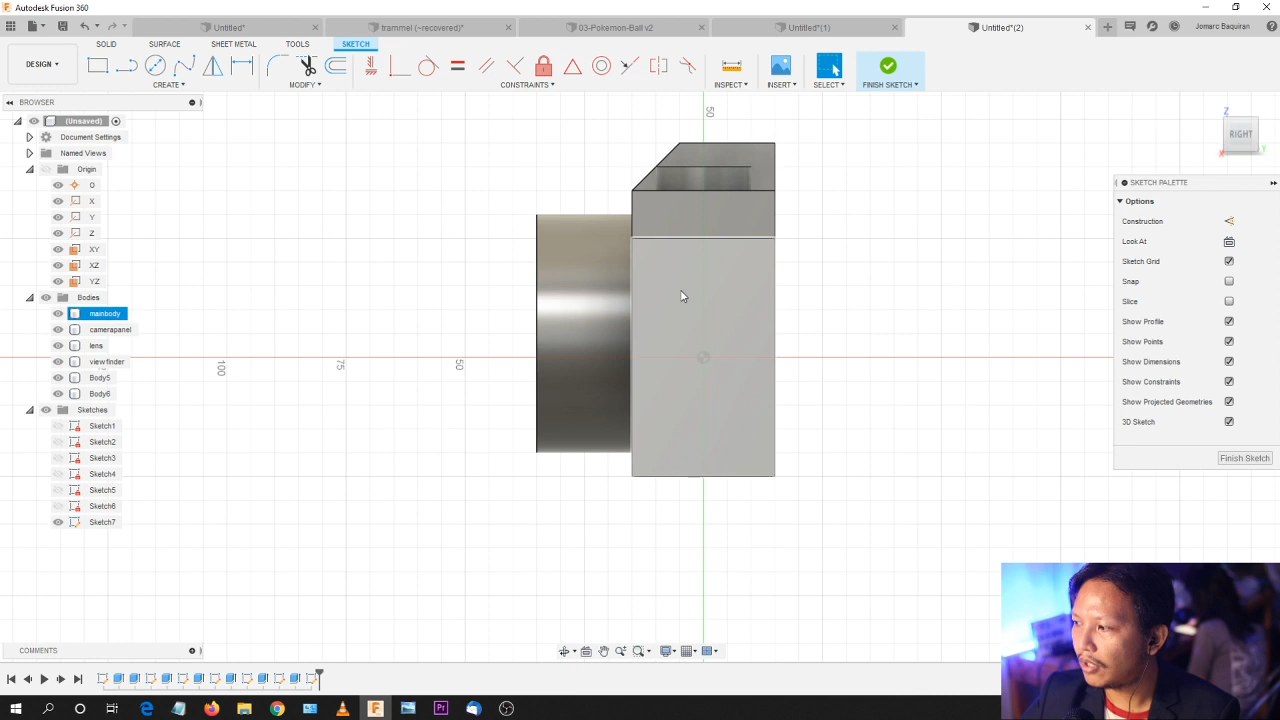 Autodesk Fusion 360
Untitled*
trammel (~recovered)*
03-Pokemon-Ball v2
Untitled*(1)
Untitled*(2)
Jomarc Baquiran
SOLID
SURFACE
SHEET METAL
TOOLS
SKETCH
DESIGN
CREATE
MODIFY
CONSTRAINTS
INSPECT
INSERT
SELECT
FINISH SKETCH
BROWSER
(Unsaved)
Document Settings
Named Views
Origin
O
X
Y
Z
XY
XZ
YZ
Bodies
mainbody
camerapanel
lens
viewfinder
Body5
Body6
Sketches
Sketch1
Sketch2
Sketch3
Sketch4
Sketch5
Sketch6
Sketch7
50
100
75
50
Z
RIGHT
X
Y
SKETCH PALETTE
Options
Construction
Look At
Sketch Grid
Snap
Slice
Show Profile
Show Points
Show Dimensions
Show Constraints
Show Projected Geometries
3D Sketch
Finish Sketch
COMMENTS